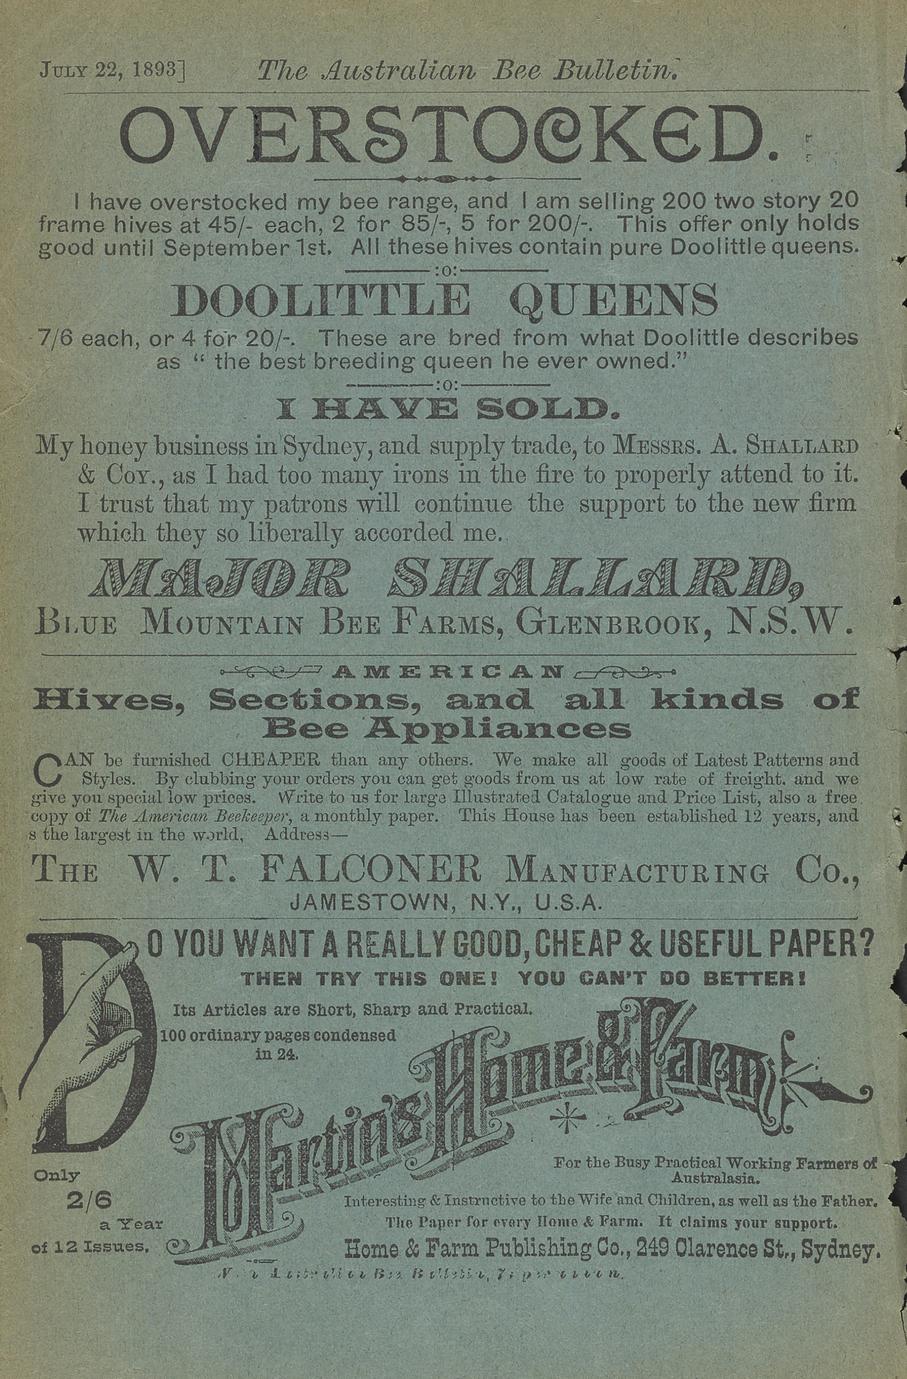 July 22, 1893] The Australian Bee Bulletin.
OVERSTOCKED.
I have overstocked my bee range, and I am selling 200 two story 20
frame hives at 45/- each, 2 for 85/-, 5 for 200/-. This offer only holds
good until September 1st. All these hives contain pure Doolittle queens.
:o:
DOOLITTLE QUEENS
7/6 each, or 4 for 20/-. These are bred from what Doolittle describes
as “ the best breeding queen he ever owned.”
:o:
I HAVE SOLD.
My honey business in Sydney, and supply trade, to Messrs. A. Shallard
& Coy., as I had too many irons in the fire to properly attend to it.
I trust that my patrons will continue the support to the new firm
which they so liberally accorded me.
MAJOR SHALLARD,
Blue Mountain Bee Farms, Glenbrook, N.S.W.
AMERICAN
Hives, Sections, and all kinds of
Bee Appliances
CAN be furnished CHEAPER than any others. We make all goods of Latest Patterns and
Styles. By clubbing your orders you can get goods from us at low rate of freight. and we
give you special low prices. Write to us for large Illustrated Catalogue and Price List, also a free
copy of The American Beekeeper, a monthly paper. This House has been established 12 years, and
s the largest in the world, Address—
The W. T. FALCONER Manufacturing Co.,
JAMESTOWN, N.Y., U.S.A.
DO YOU WANT A REALLY GOOD, CHEAP & USEFUL PAPER?
THEN TRY THIS ONE! YOU CAN'T DO BETTER!
Its Articles are Short, Sharp and Practical.
100 ordinary pages condensed
in 24.
Martin's Home & Farm
Only
2/6
a Year
of 12 Issues.
For the Busy Practical Working Farmers of
Australasia.
Interesting & Instructive to the Wife and Children, as well as the Father.
The Paper for every Home & Farm. It claims your support.
Home & Farm Publishing Co., 249 Clarence St., Sydney.
Bee Bulletin,